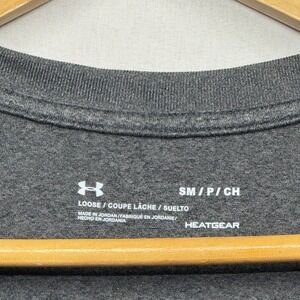 SM / P / CH
LOOSE / COUPE LÂCHE / SUELTO
MADE IN JORDAN/FABRIQUÉ EN JORDANIE/
HECHO EN JORDANIA
HEATGEAR